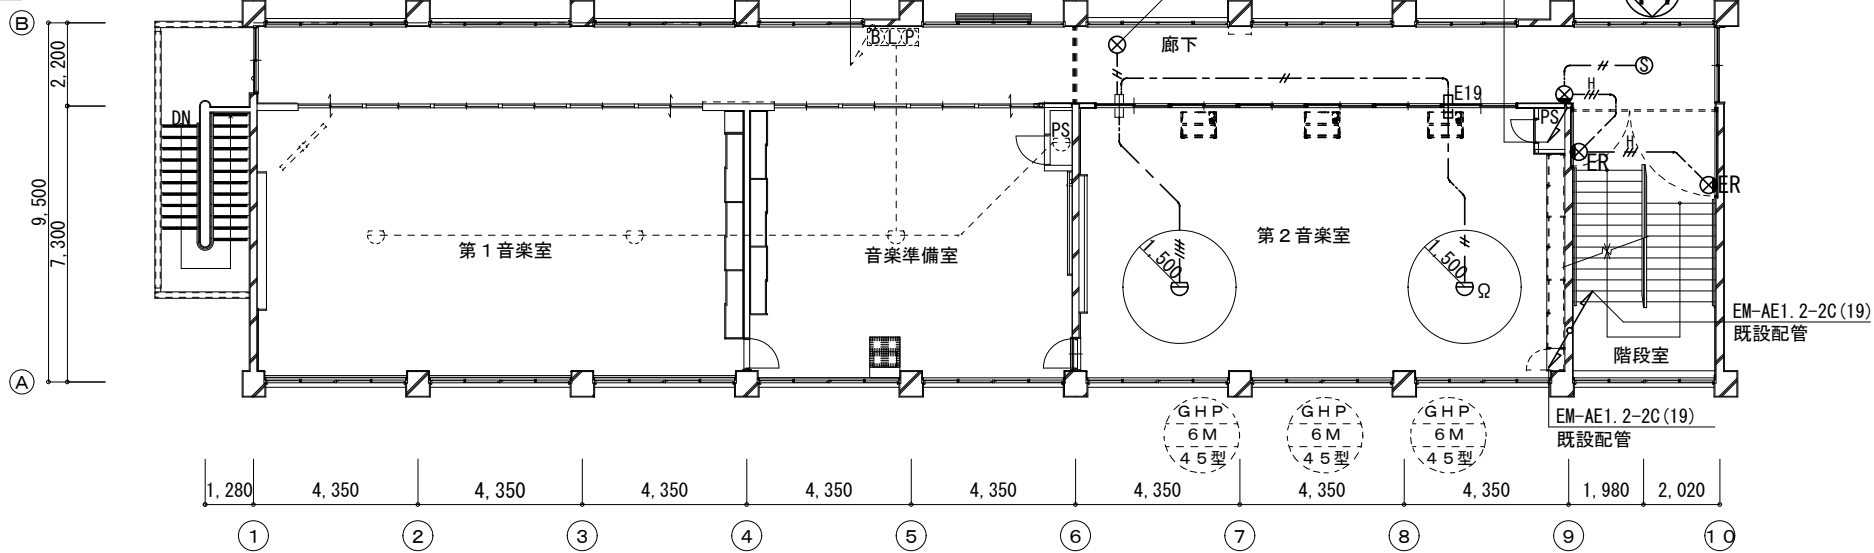 Ⓑ
2,200
9,500
7,300
Ⓐ
BLP
廊下
S
H
E19
DN
PS
PS
H
ER
ER
第1音楽室
音楽準備室
第2音楽室
1,500
1,500
Ω
EM-AE1.2-2C(19)
既設配管
階段室
GHP
6M
45型
GHP
6M
45型
GHP
6M
45型
EM-AE1.2-2C(19)
既設配管
1,280 4,350 4,350 4,350 4,350 4,350 4,350 4,350 4,350 1,980 2,020
① ② ③ ④ ⑤ ⑥ ⑦ ⑧ ⑨ ⑩